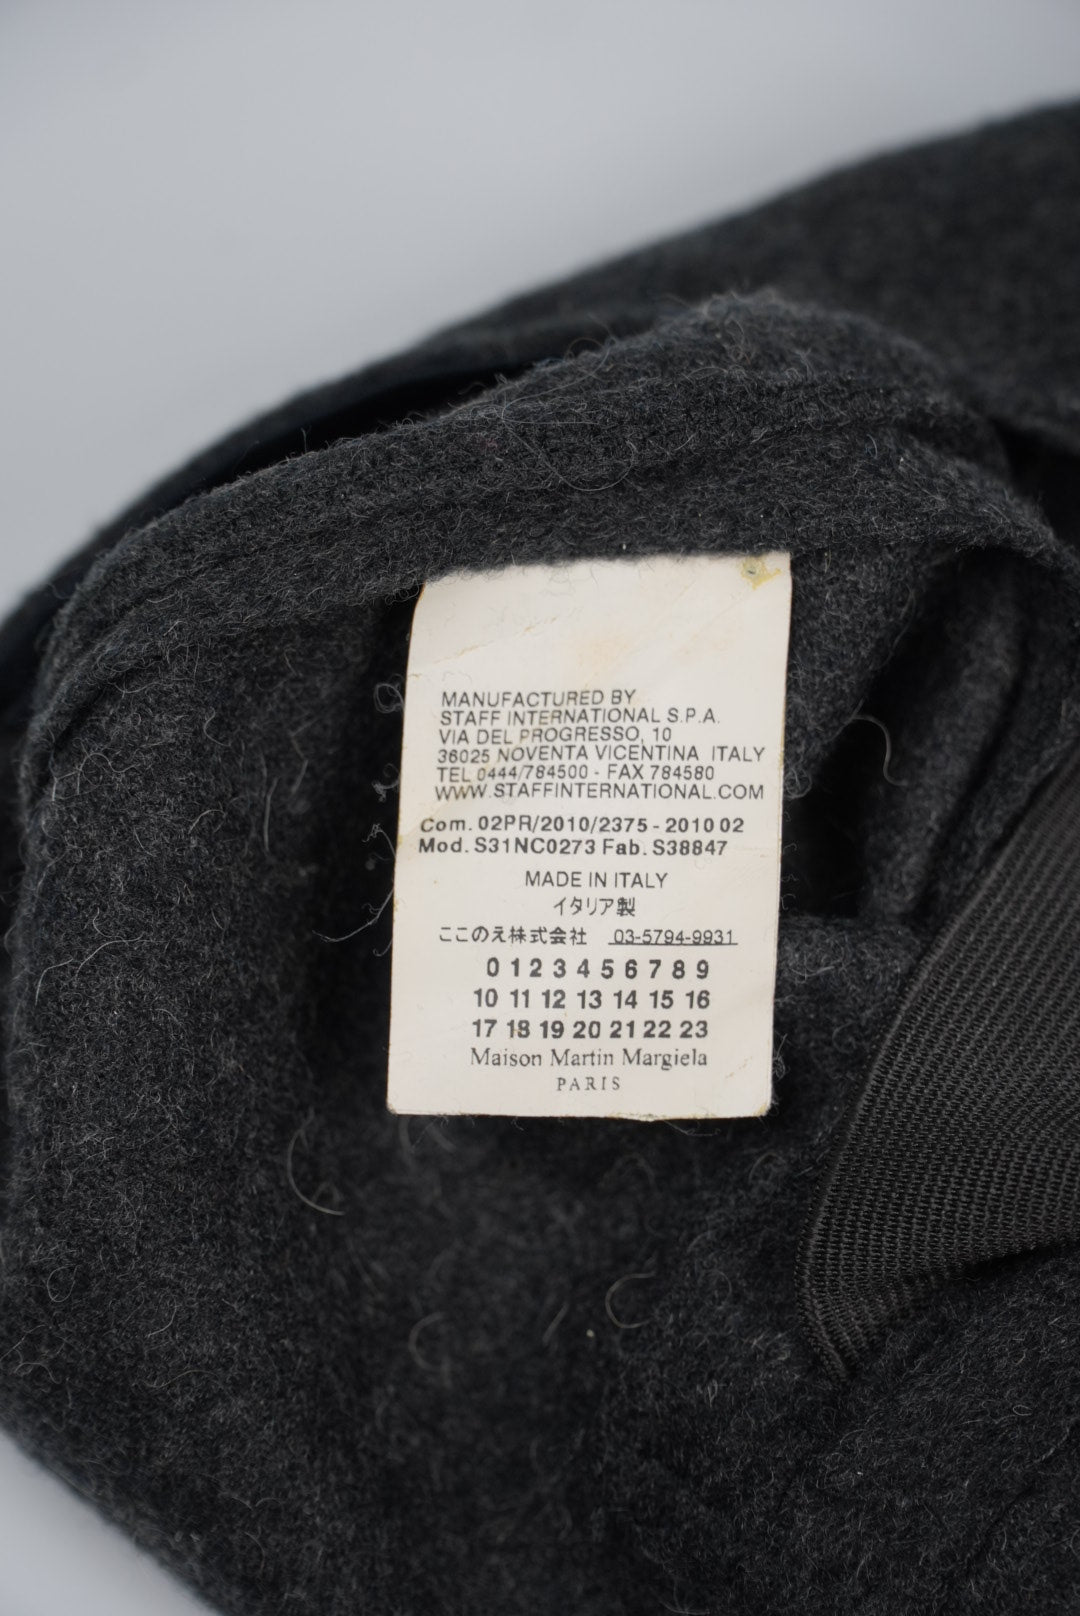 MANUFACTURED BY
STAFF INTERNATIONAL S.P.A.
VIA DEL PROGRESSO, 10
36025 NOVENTA VICENTINA ITALY
TEL 0444/784500 - FAX 784580
WWW.STAFFINTERNATIONAL.COM
Com. 02PR/2010/2375 - 2010 02
Mod. S31NC0273 Fab. S38847
MADE IN ITALY
イタリア製
ここのえ株式会社 03-5794-9931
0 1 2 3 4 5 6 7 8 9
10 11 12 13 14 15 16
17 18 19 20 21 22 23
Maison Martin Margiela
PARIS